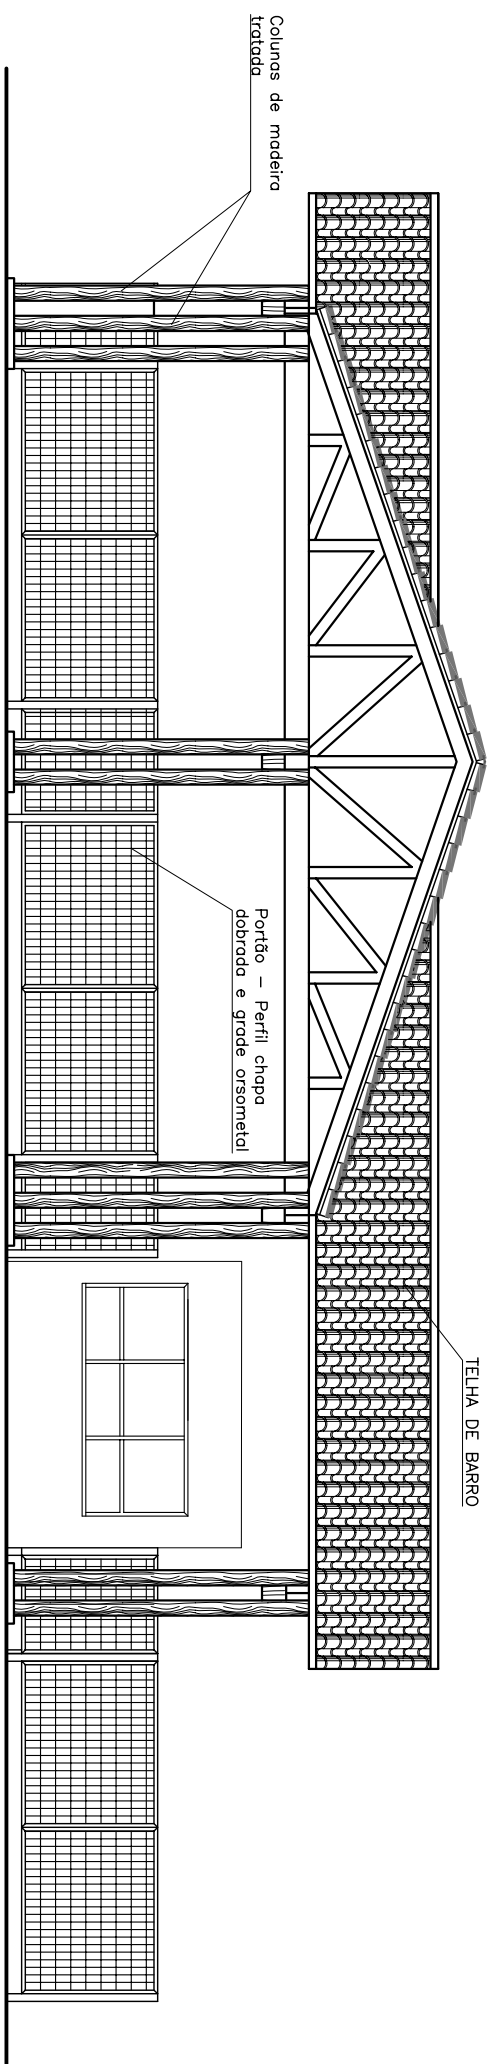 Colunas de madeira
tratada
Portão – Perfil chapa
dobrada e grade orsometal
TELHA DE BARRO